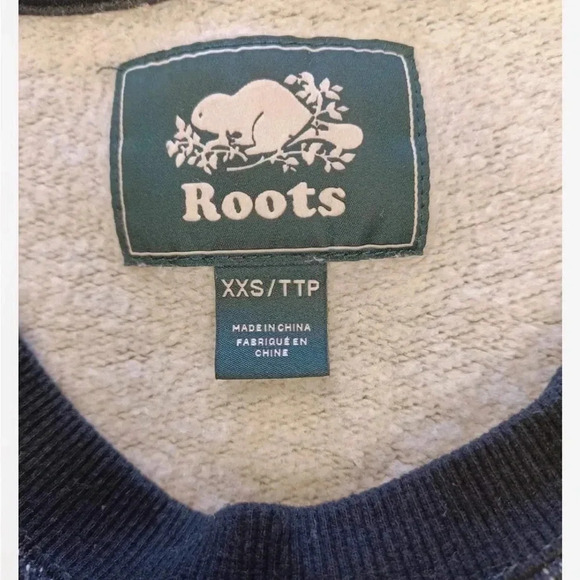 Roots
XXS/TTP
MADE IN CHINA
FABRIQUÉ EN
CHINE